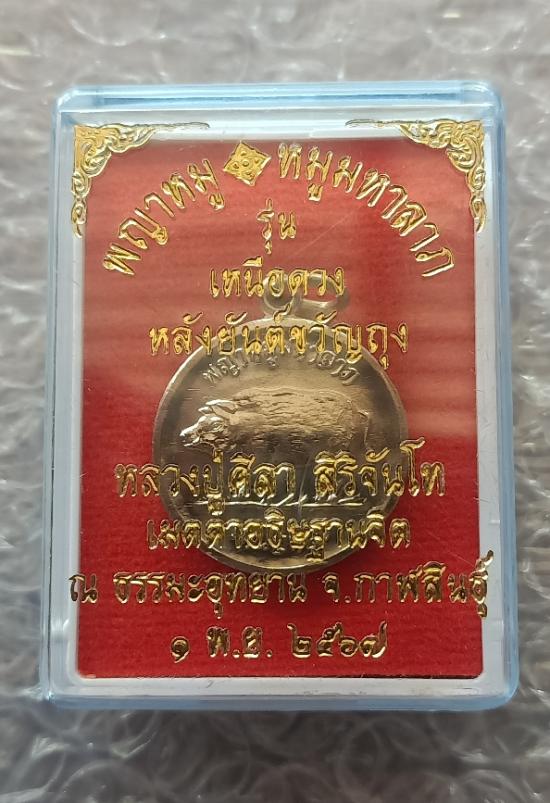 พญาหมู หมูมหาลาภ
รุ่น
เหนือดวง
หลังยันต์ขวัญถุง
หลวงปู่ศิลา สิริจันโท
เมตตาอธิษฐานจิต
ณ ธรรมะอุทยาน จ.กาฬสินธุ์
๑ พ.ย. ๒๕๖๗